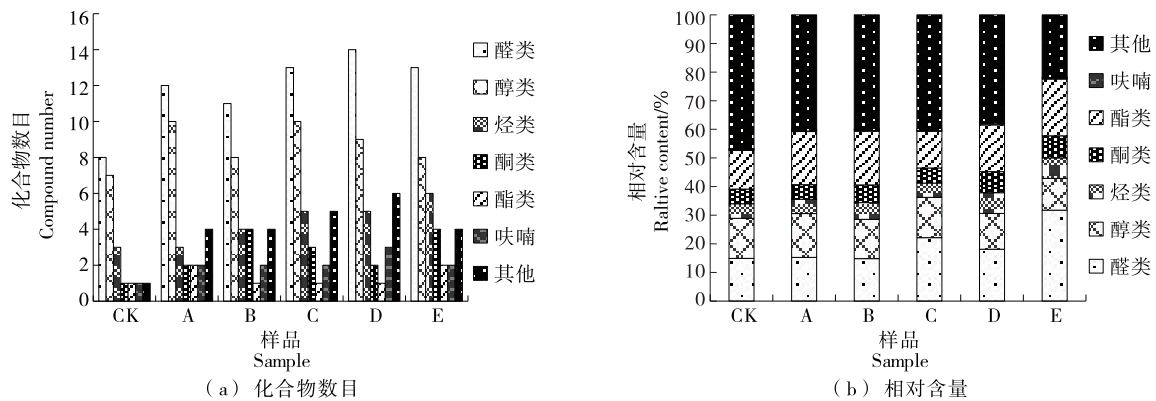 16
14
12
10
8
6
4
2
0
化合物数目
Compound number
CK A B C D E
样品
Sample
醛类
醇类
烃类
酮类
酯类
呋喃
其他
(a) 化合物数目
100
90
80
70
60
50
40
30
20
10
0
相对含量
Raltive content/%
CK A B C D E
样品
Sample
其他
呋喃
酯类
酮类
烃类
醇类
醛类
(b) 相对含量